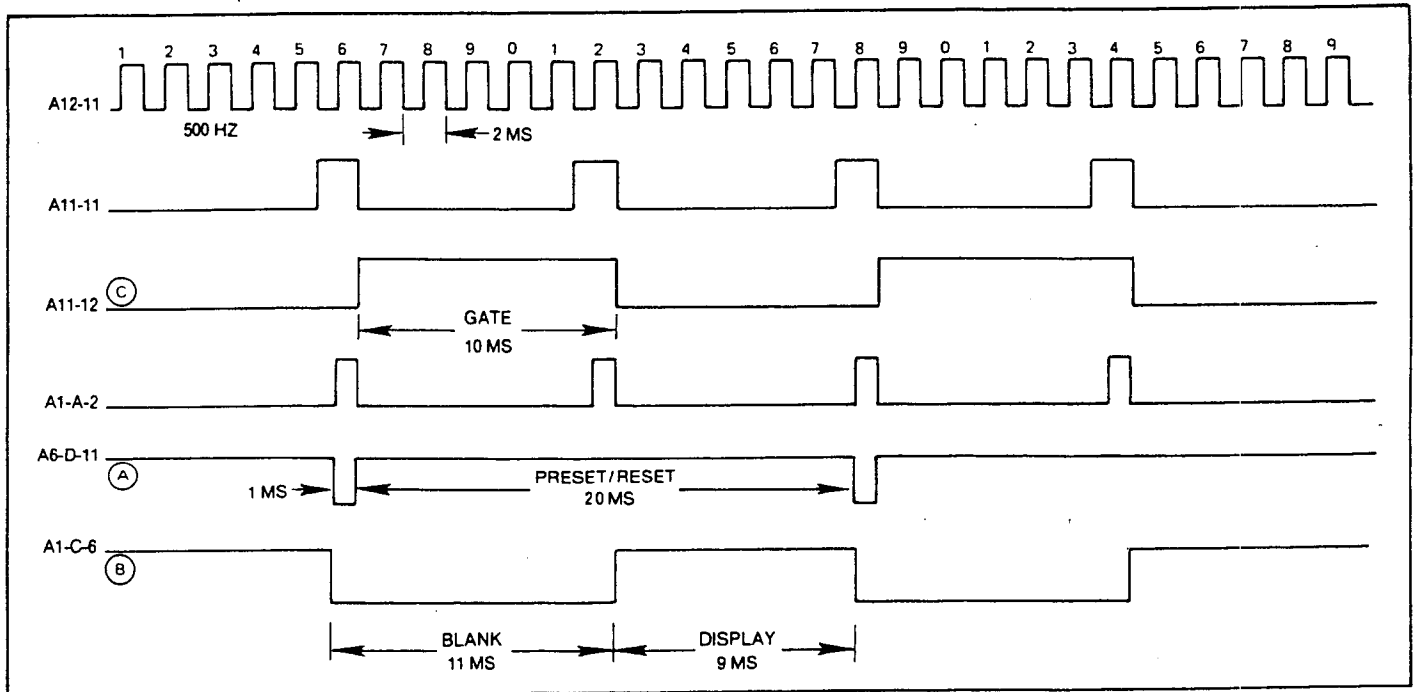 1 2 3 4 5 6 7 8 9 0 1 2 3 4 5 6 7 8 9 0 1 2 3 4 5 6 7 8 9
A12-11
500 HZ
2 MS
A11-11
C
A11-12
GATE
10 MS
A1-A-2
A6-D-11
A
PRESET/RESET
1 MS
20 MS
A1-C-6
B
BLANK
DISPLAY
11 MS
9 MS